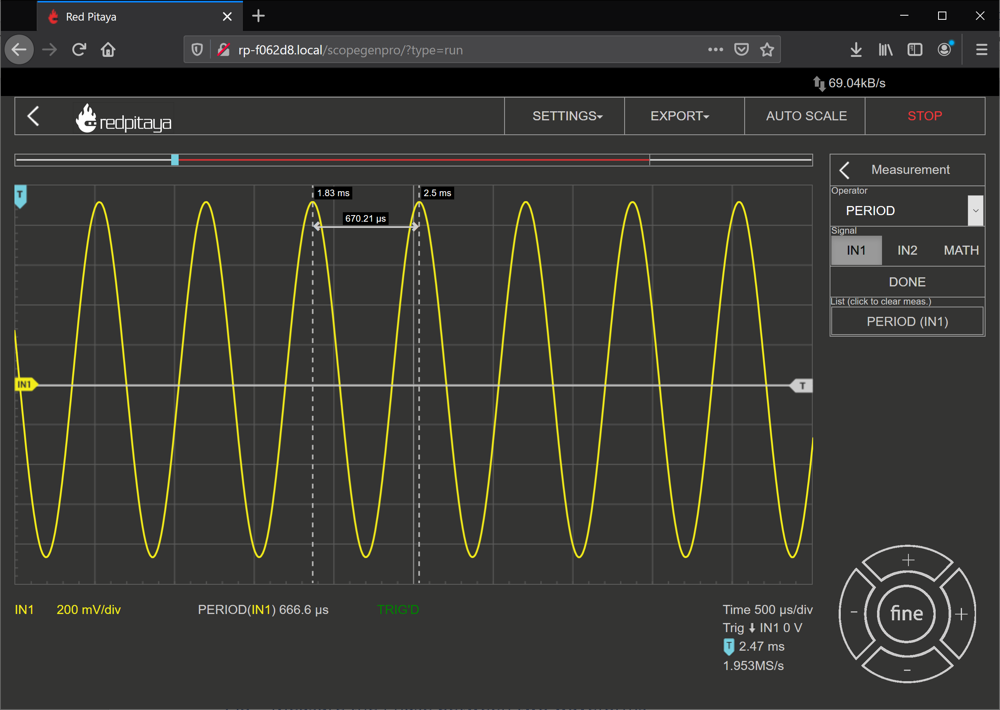 Red Pitaya
rp-f062d8.local/scopegenpro/?type=run
69.04kB/s
redpitaya
SETTINGS
EXPORT
AUTO SCALE
STOP
Measurement
Operator
PERIOD
Signal
IN1 IN2 MATH
DONE
List (click to clear meas.)
PERIOD (IN1)
T
1.83 ms
2.5 ms
670.21 µs
IN1
T
IN1 200 mV/div PERIOD(IN1) 666.6 µs TRIG'D
Time 500 µs/div
Trig IN1 0 V
T 2.47 ms
1.953MS/s
+
- fine +
-